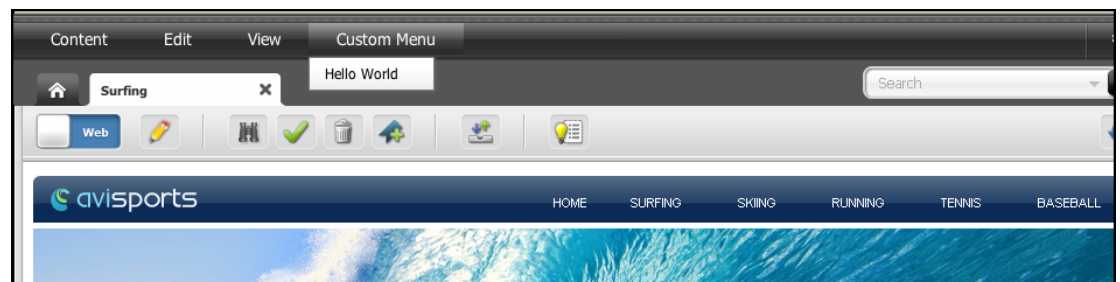 Content Edit View Custom Menu
Hello World
Surfing
Search
Web
avisports HOME SURFING SKIING RUNNING TENNIS BASEBALL